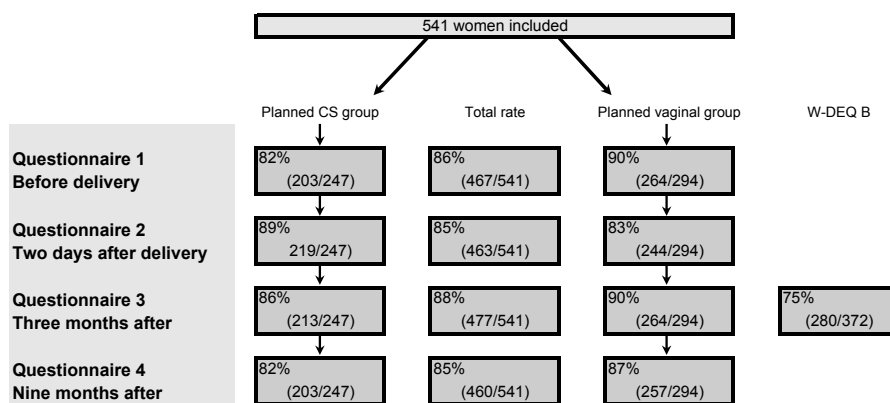 541 women included
Planned CS group Total rate Planned vaginal group W-DEQ B
Questionnaire 1
Before delivery
82% 86% 90%
(203/247) (467/541) (264/294)
Questionnaire 2
Two days after delivery
89% 85% 83%
219/247) (463/541) (244/294)
Questionnaire 3
Three months after
86% 88% 90% 75%
(213/247) (477/541) (264/294) (280/372)
Questionnaire 4
Nine months after
82% 85% 87%
(203/247) (460/541) (257/294)